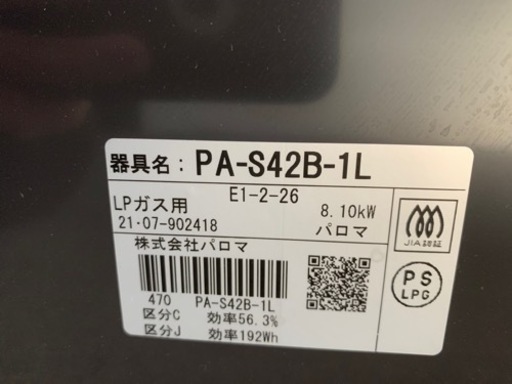 器具名: PA-S42B-1L
E1-2-26
LPガス用 8.10kW
21·07-902418 パロマ
株式会社パロマ
470 PA-S42B-1L
区分C 効率56.3%
区分J 効率192Wh
JIA認証
PS
LPG